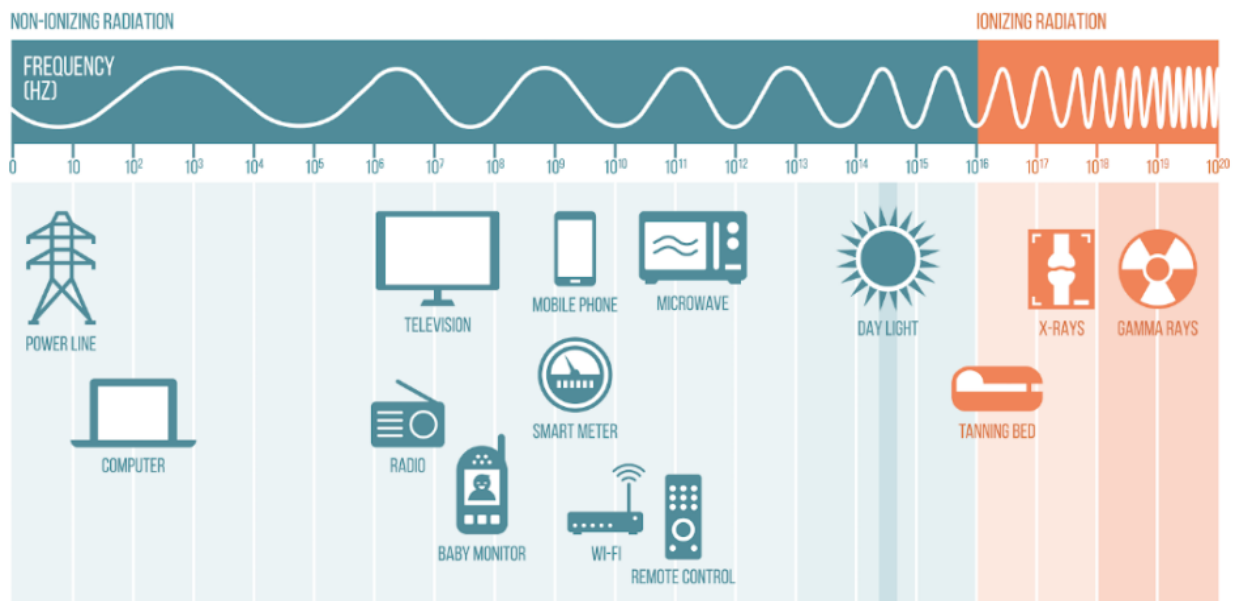 NON-IONIZING RADIATION
IONIZING RADIATION
FREQUENCY
(HZ)
0 10 10² 10³ 10⁴ 10⁵ 10⁶ 10⁷ 10⁸ 10⁹ 10¹⁰ 10¹¹ 10¹² 10¹³ 10¹⁴ 10¹⁵ 10¹⁶ 10¹⁷ 10¹⁸ 10¹⁹ 10²⁰
POWER LINE
COMPUTER
TELEVISION
RADIO
BABY MONITOR
MOBILE PHONE
SMART METER
WI-FI
MICROWAVE
REMOTE CONTROL
DAY LIGHT
TANNING BED
X-RAYS
GAMMA RAYS